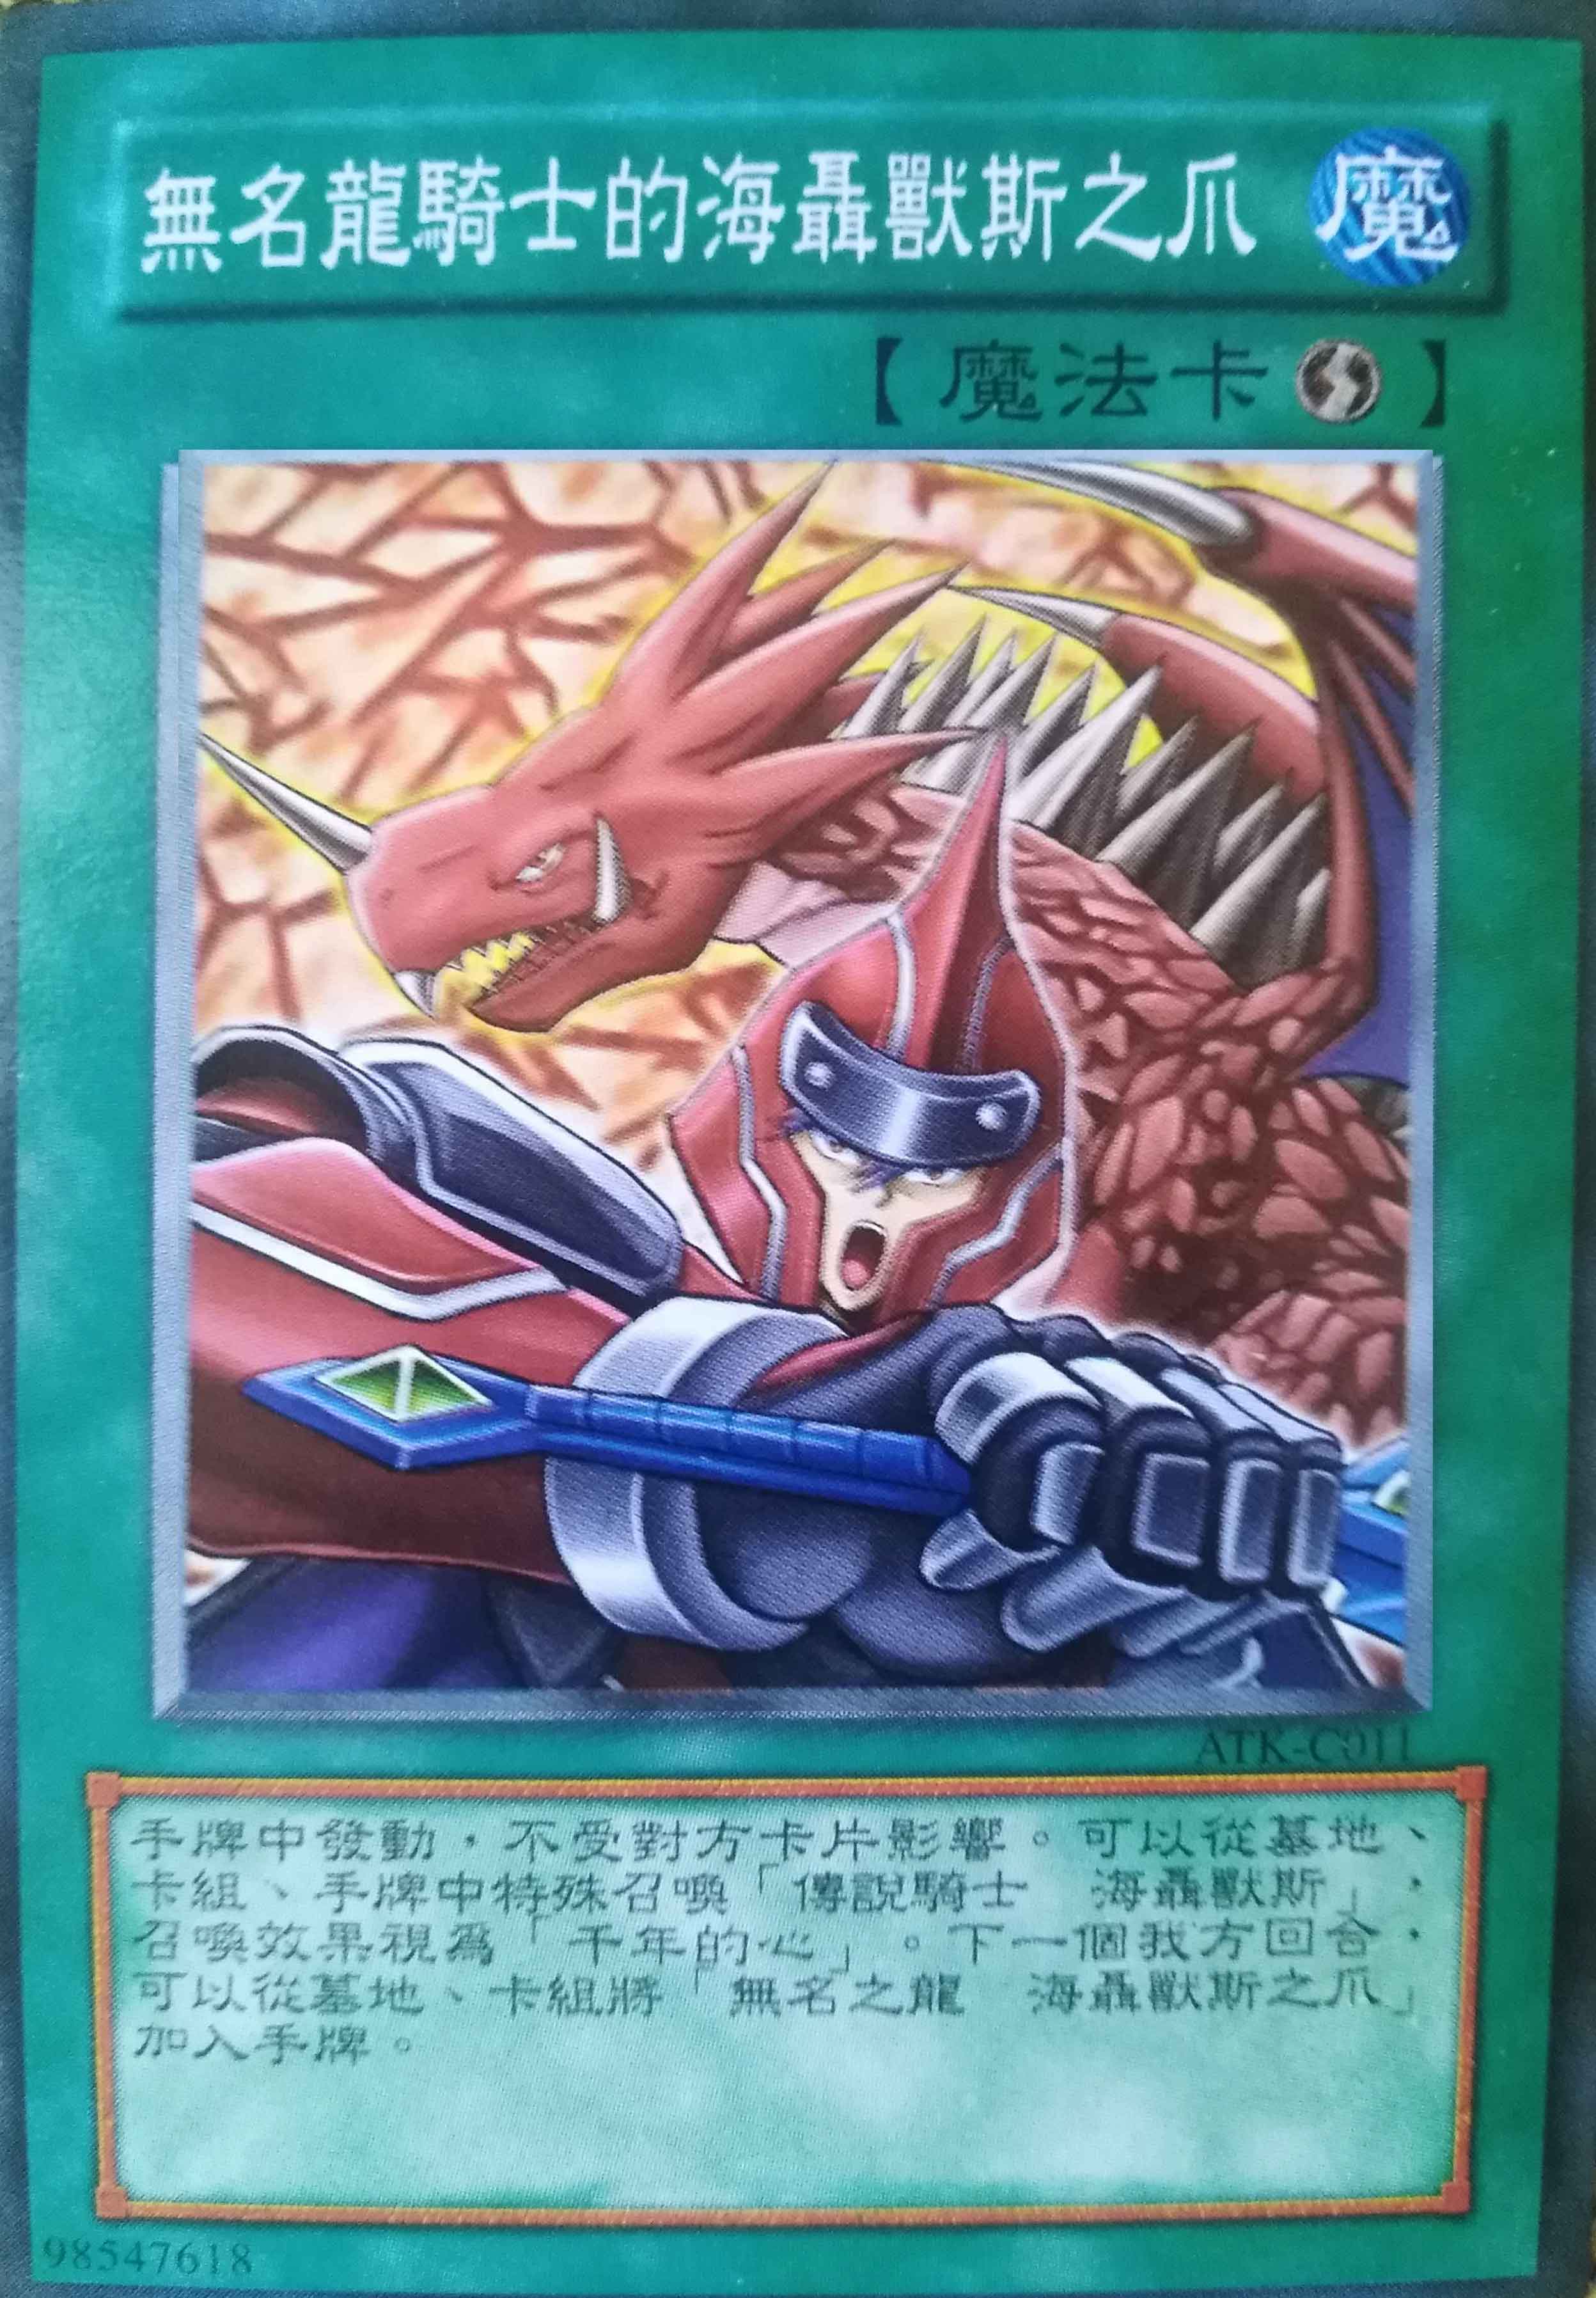 無名龍騎士的海聶獸斯之爪 魔
【 魔法卡 】
ATK-C011
手牌中發動，不受對方卡片影響。可以從墓地、
卡組、手牌中特殊召喚「傳說騎士　海聶獸斯」，
召喚效果視為「千年的心」。下一個我方回合，
可以從墓地、卡組將「無名之龍　海聶獸斯之爪」
加入手牌。
98547618